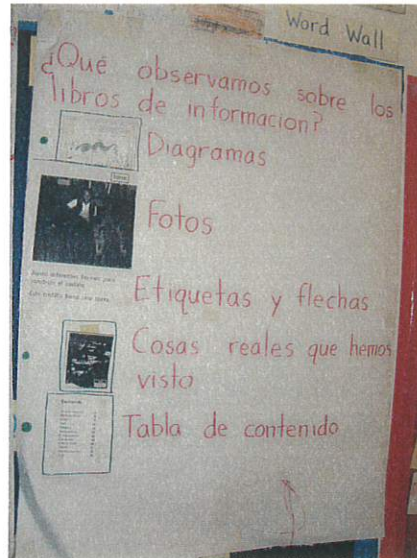 Word Wall
¿Qué observamos sobre los
libros de informacion?
Diagramas
Fotos
Etiquetas y flechas
Cosas reales que hemos
visto
Tabla de contenido